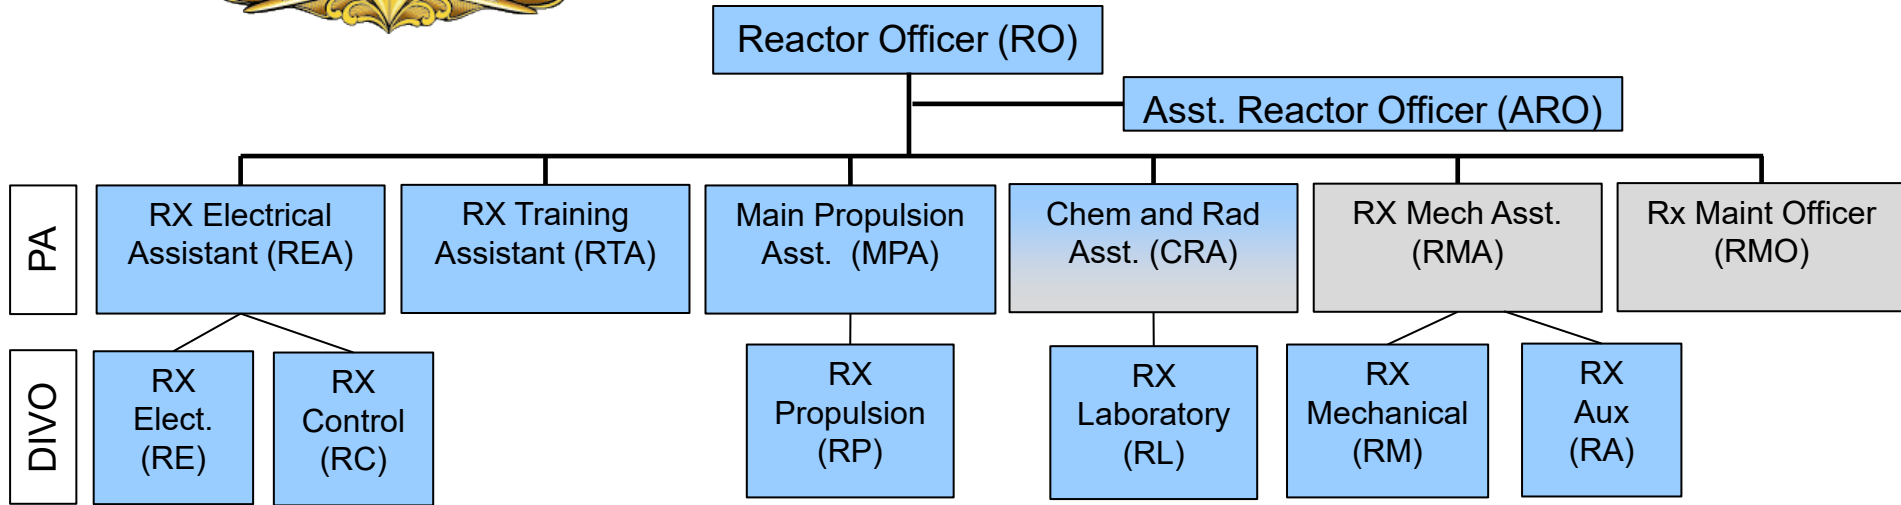 Reactor Officer (RO)
Asst. Reactor Officer (ARO)
PA
RX Electrical
Assistant (REA)
RX Training
Assistant (RTA)
Main Propulsion
Asst.  (MPA)
Chem and Rad
Asst. (CRA)
RX Mech Asst.
(RMA)
Rx Maint Officer
(RMO)
DIVO
RX
Elect.
(RE)
RX
Control
(RC)
RX
Propulsion
(RP)
RX
Laboratory
(RL)
RX
Mechanical
(RM)
RX
Aux
(RA)